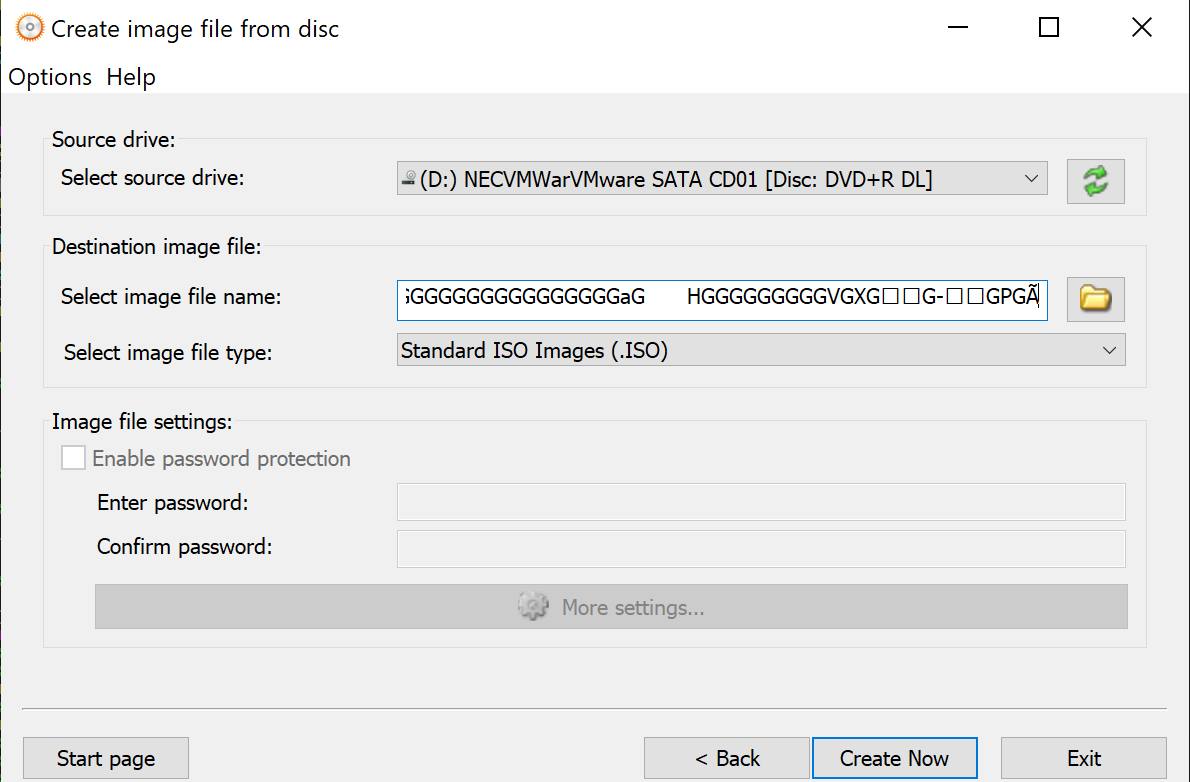 Create image file from disc
Options Help
Source drive:
Select source drive: (D:) NECVMWarVMware SATA CD01 [Disc: DVD+R DL]
Destination image file:
Select image file name: GGGGGGGGGGGGGGGGaG HGGGGGGGGGVGXG□□G-□□GPGÃ
Select image file type: Standard ISO Images (.ISO)
Image file settings:
Enable password protection
Enter password:
Confirm password:
More settings...
Start page < Back Create Now Exit